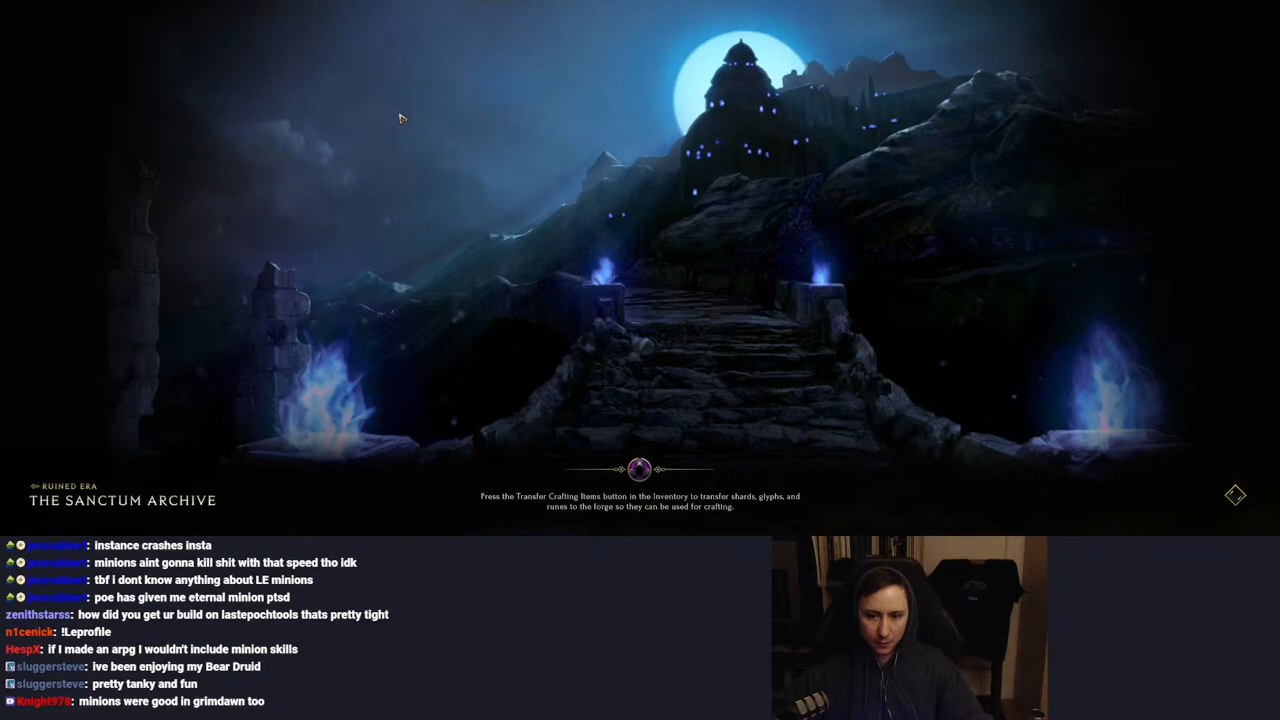 RUINED ERA
THE SANCTUM ARCHIVE
Press the Transfer Crafting Items button in the Inventory to transfer shards, glyphs, and
runes to the forge so they can be used for crafting.
: instance crashes insta
: minions aint gonna kill shit with that speed tho idk
: tbf i dont know anything about LE minions
: poe has given me eternal minion ptsd
zenithstarss: how did you get ur build on lastepochtools thats pretty tight
n1cenick: !Leprofile
HespX: if I made an arpg I wouldn't include minion skills
sluggersteve: ive been enjoying my Bear Druid
sluggersteve: pretty tanky and fun
Knight978: minions were good in grimdawn too